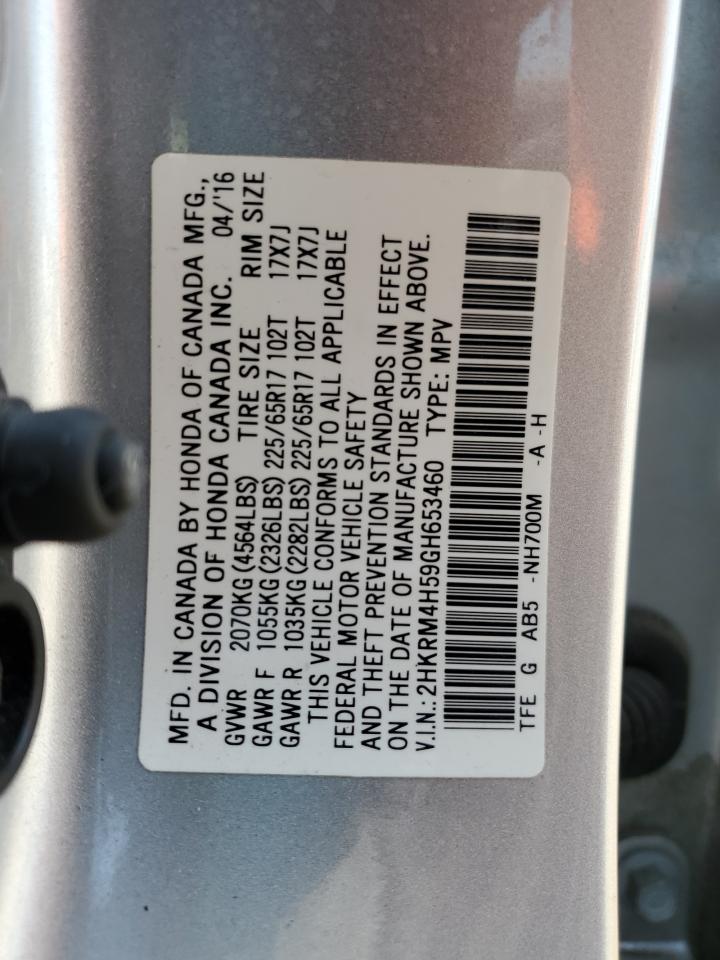 MFD. IN CANADA BY HONDA OF CANADA MFG.,
A DIVISION OF HONDA CANADA INC. 04/'16
GVWR 2070KG(4564LBS) TIRE SIZE RIM SIZE
GAWR F 1055KG(2326LBS) 225/65R17 102T 17X7J
GAWR R 1035KG(2282LBS) 225/65R17 102T 17X7J
THIS VEHICLE CONFORMS TO ALL APPLICABLE
FEDERAL MOTOR VEHICLE SAFETY
AND THEFT PREVENTION STANDARDS IN EFFECT
ON THE DATE OF MANUFACTURE SHOWN ABOVE.
V.I.N.:2HKRM4H59GH653460 TYPE: MPV
TFE G AB5 -NH700M -A -H